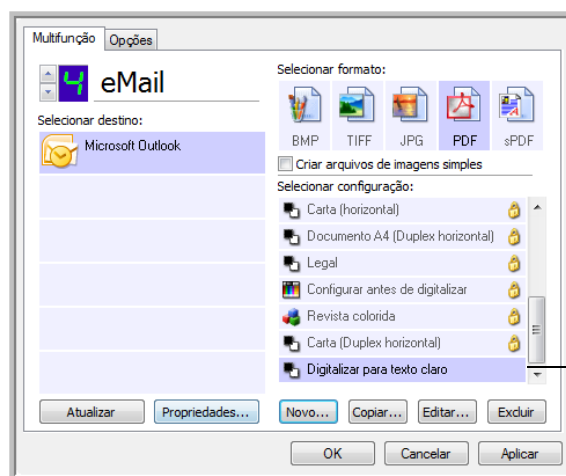 Multifunção Opções
4 eMail
Selecionar destino:
Microsoft Outlook
Selecionar formato:
BMP TIFF JPG PDF sPDF
Criar arquivos de imagens simples
Selecionar configuração:
Carta (horizontal)
Documento A4 (Duplex horizontal)
Legal
Configurar antes de digitalizar
Revista colorida
Carta (Duplex horizontal)
Digitalizar para texto claro
Atualizar Propriedades... Novo... Copiar... Editar... Excluir
OK Cancelar Aplicar